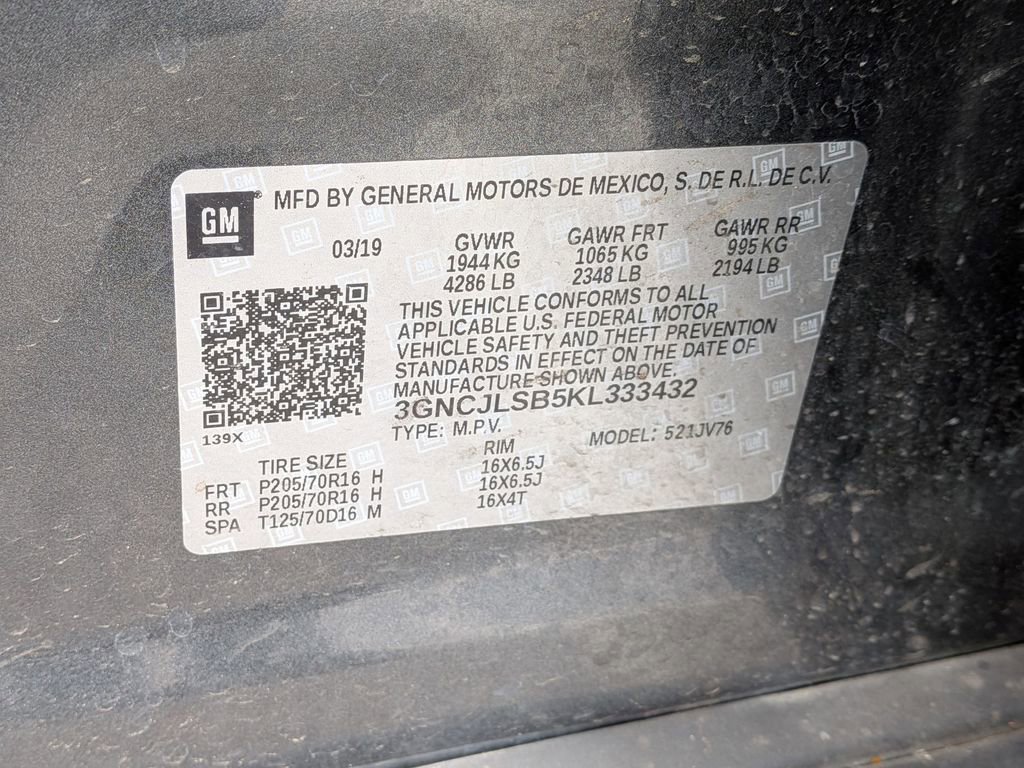 GM ® MFD BY GENERAL MOTORS DE MEXICO, S. DE R.L. DE C.V.
03/19 GVWR GAWR FRT GAWR RR
1944 KG 1065 KG 995 KG
4286 LB 2348 LB 2194 LB
THIS VEHICLE CONFORMS TO ALL
APPLICABLE U.S. FEDERAL MOTOR
VEHICLE SAFETY AND THEFT PREVENTION
STANDARDS IN EFFECT ON THE DATE OF
MANUFACTURE SHOWN ABOVE.
3GNCJLSB5KL333432
139X TYPE: M.P.V. MODEL: 521JV76
TIRE SIZE RIM
FRT P205/70R16 H 16X6.5J
RR P205/70R16 H 16X6.5J
SPA T125/70D16 M 16X4T